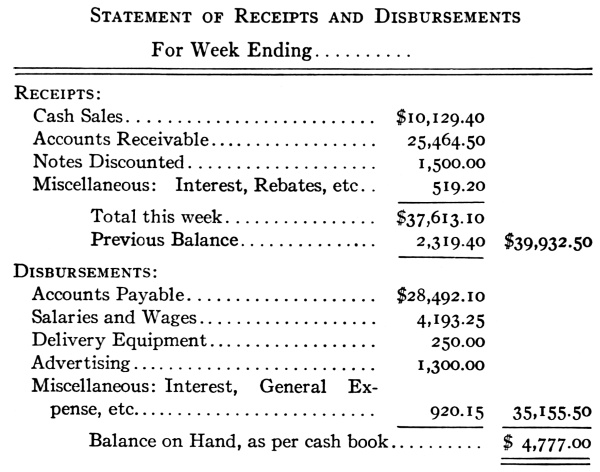 STATEMENT OF RECEIPTS AND DISBURSEMENTS
For Week Ending..........
RECEIPTS:
Cash Sales........................ $10,129.40
Accounts Receivable................. 25,464.50
Notes Discounted................... 1,500.00
Miscellaneous: Interest, Rebates, etc.. 519.20
Total this week............... $37,613.10
Previous Balance.............. 2,319.40 $39,932.50
DISBURSEMENTS:
Accounts Payable................... $28,492.10
Salaries and Wages.................. 4,193.25
Delivery Equipment................. 250.00
Advertising........................ 1,300.00
Miscellaneous: Interest, General Ex-
pense, etc........................ 920.15 35,155.50
Balance on Hand, as per cash book.......... $ 4,777.00